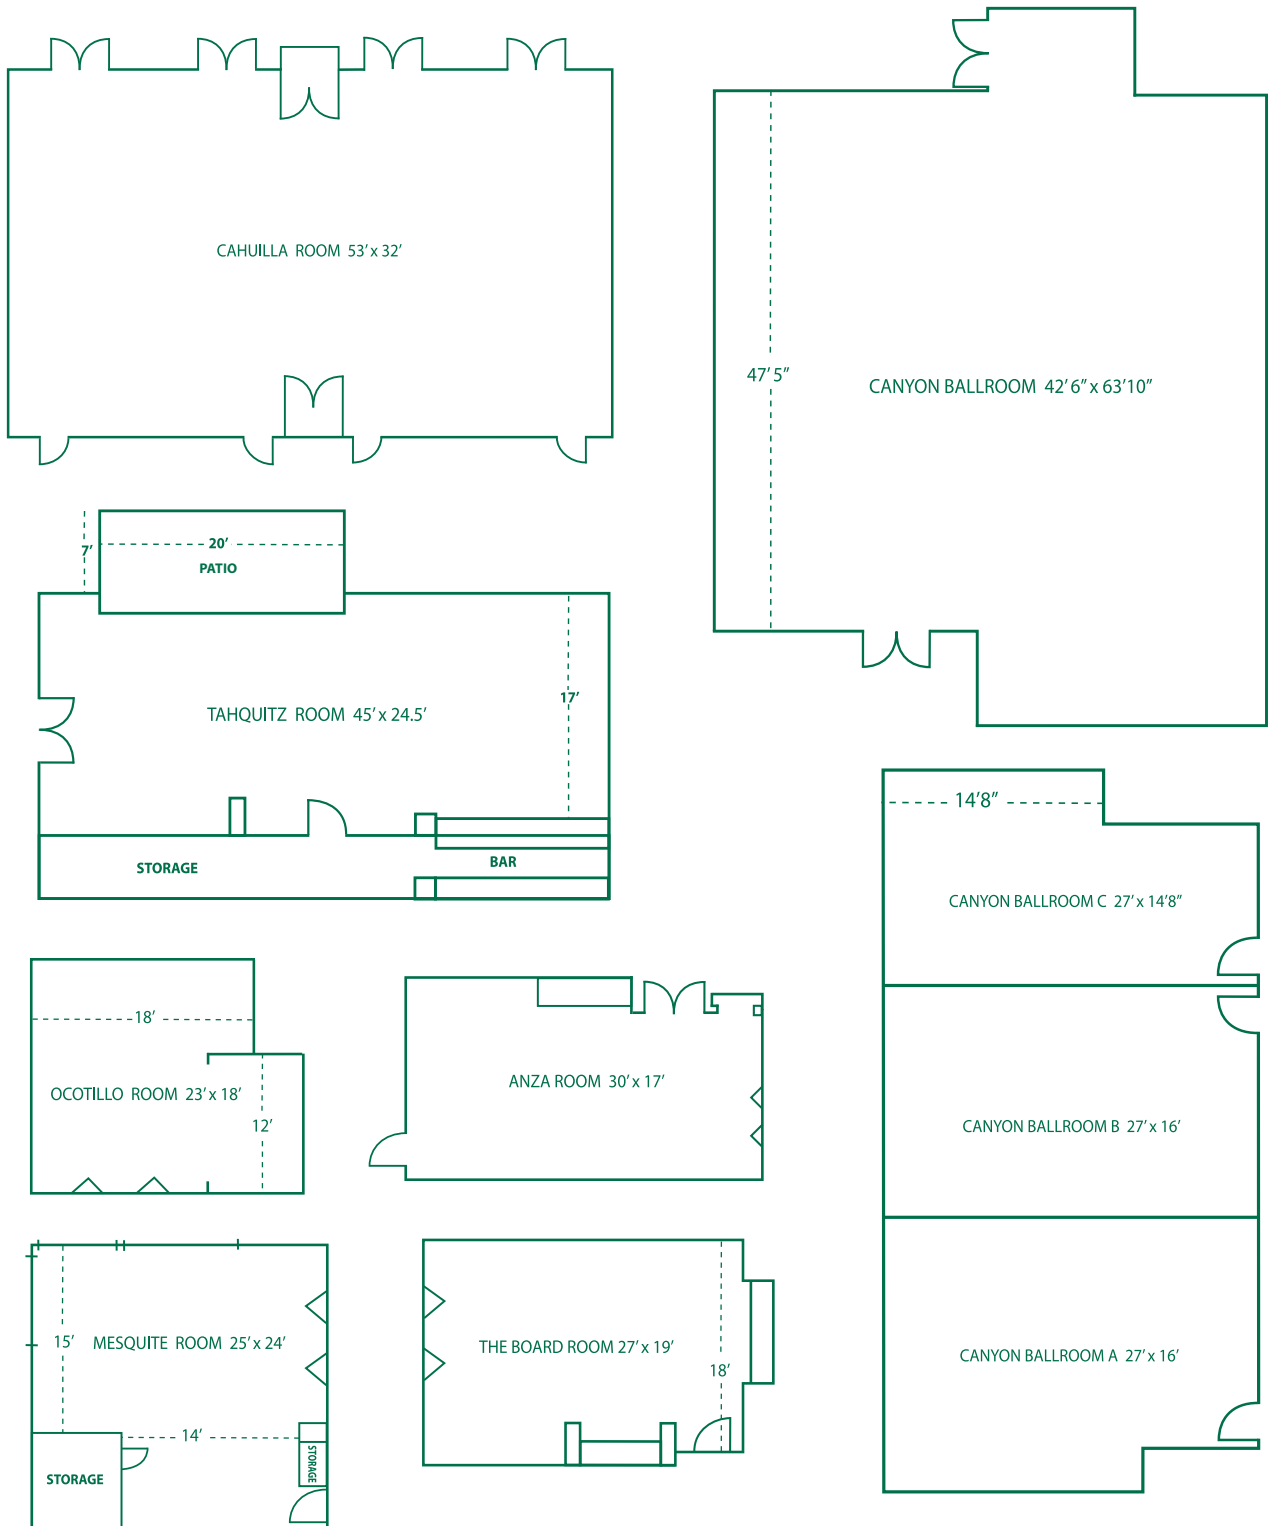 CAHUILLA ROOM 53' x 32'
47' 5"
CANYON BALLROOM 42' 6" x 63'10"
7'
20'
PATIO
17'
TAHQUITZ ROOM 45' x 24.5'
STORAGE
BAR
14'8"
CANYON BALLROOM C 27' x 14'8"
18'
OCOTILLO ROOM 23' x 18'
12'
ANZA ROOM 30' x 17'
CANYON BALLROOM B 27' x 16'
15'
MESQUITE ROOM 25' x 24'
14'
STORAGE
STORAGE
THE BOARD ROOM 27' x 19'
18'
CANYON BALLROOM A 27' x 16'